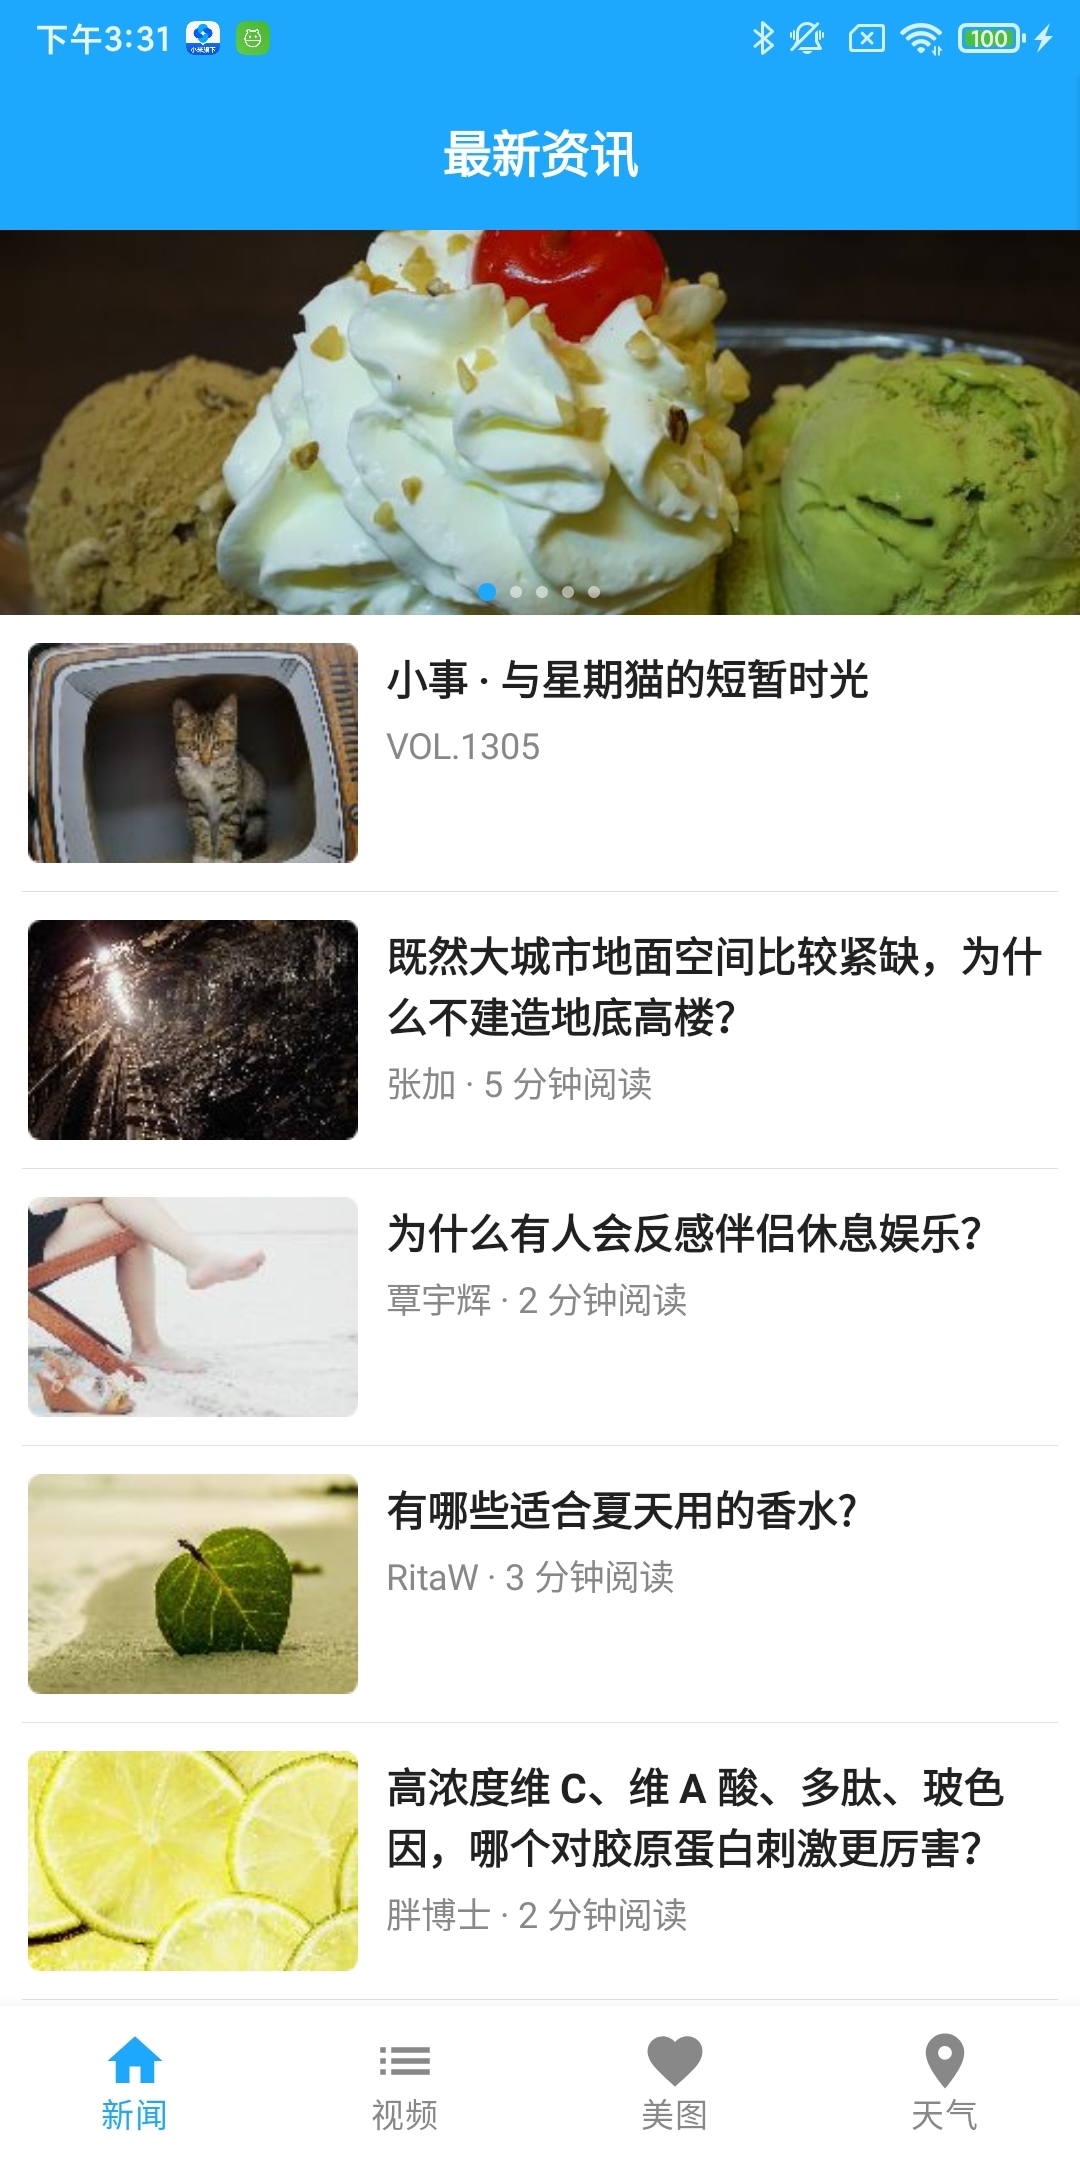 下午3:31
100
最新资讯
小事 · 与星期猫的短暂时光
VOL.1305
既然大城市地面空间比较紧缺，为什
么不建造地底高楼？
张加 · 5 分钟阅读
为什么有人会反感伴侣休息娱乐？
覃宇辉 · 2 分钟阅读
有哪些适合夏天用的香水?
RitaW · 3 分钟阅读
高浓度维 C、维 A 酸、多肽、玻色
因，哪个对胶原蛋白刺激更厉害？
胖博士 · 2 分钟阅读
新闻
视频
美图
天气